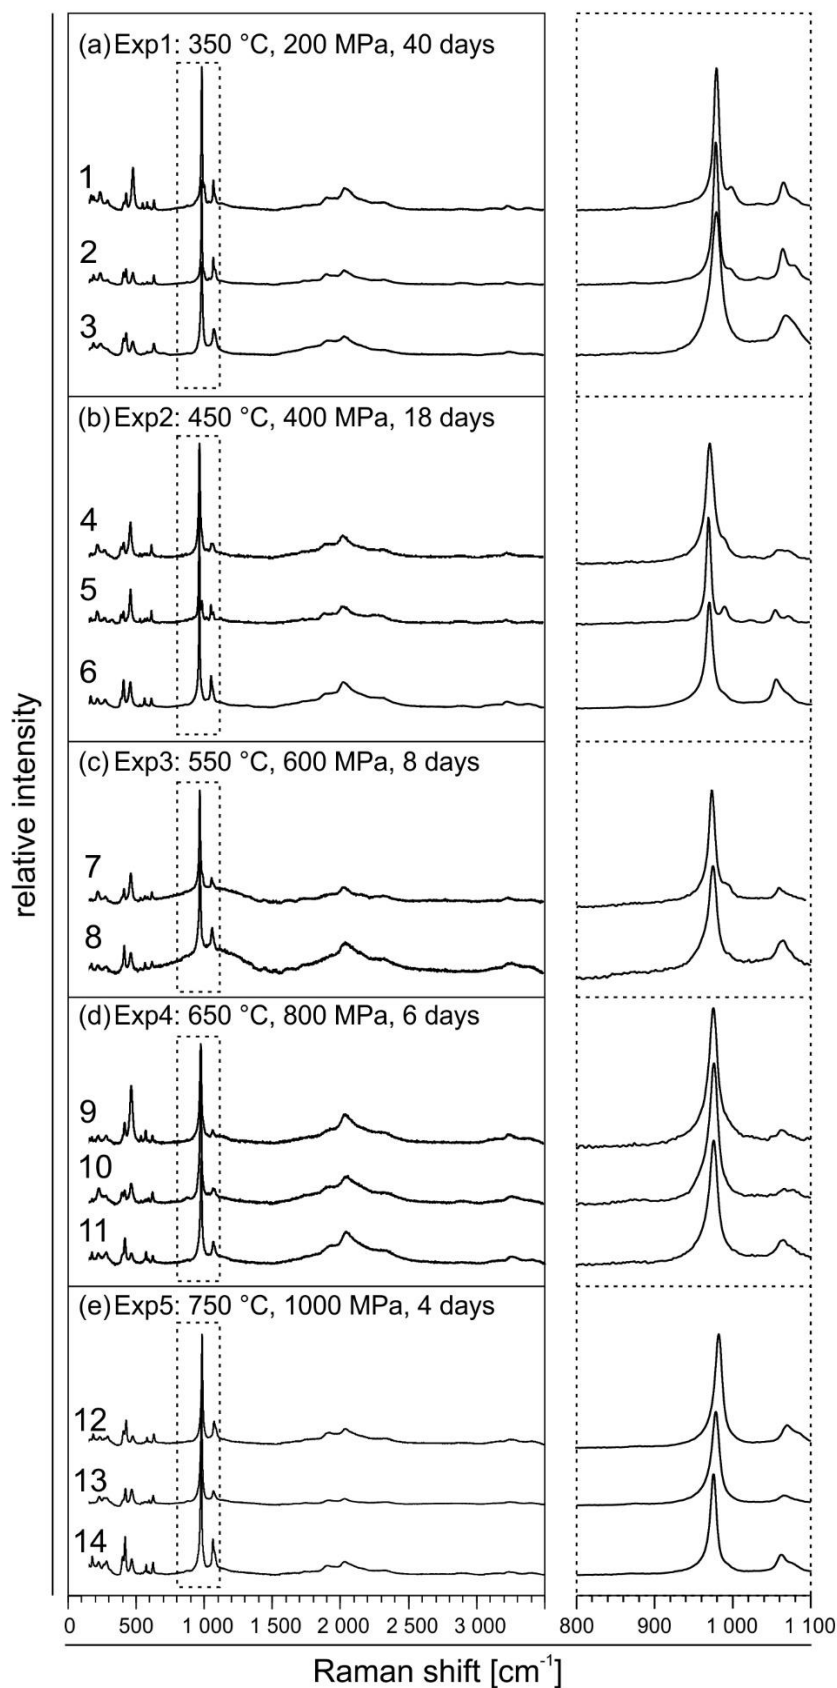 (a) Exp1: 350 °C, 200 MPa, 40 days
1
2
3
(b) Exp2: 450 °C, 400 MPa, 18 days
4
5
6
(c) Exp3: 550 °C, 600 MPa, 8 days
7
8
(d) Exp4: 650 °C, 800 MPa, 6 days
9
10
11
(e) Exp5: 750 °C, 1000 MPa, 4 days
12
13
14
relative intensity
0 500 1 000 1 500 2 000 2 500 3 000
800 900 1 000 1 100
Raman shift [cm⁻¹]